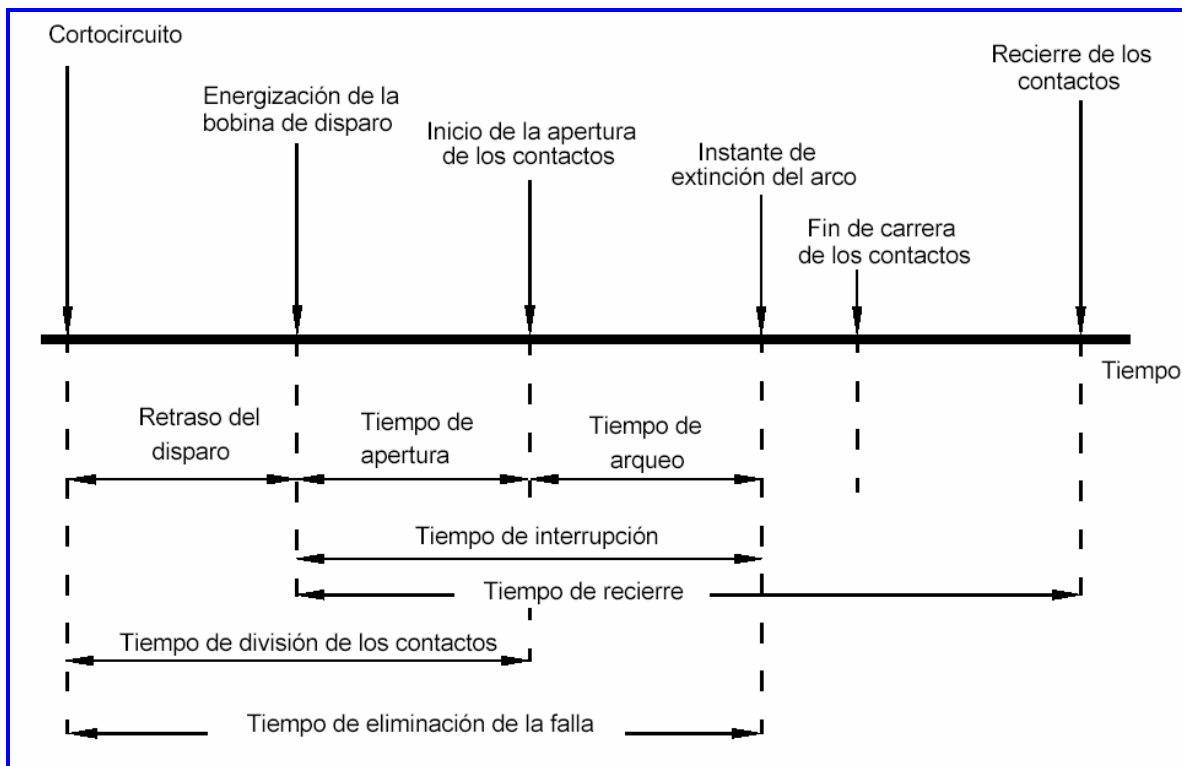 Cortocircuito
Energización de la
bobina de disparo
Inicio de la apertura
de los contactos
Instante de
extinción del arco
Fin de carrera
de los contactos
Recierre de los
contactos
Tiempo
Retraso del
disparo
Tiempo de
apertura
Tiempo de
arqueo
Tiempo de interrupción
Tiempo de recierre
Tiempo de división de los contactos
Tiempo de eliminación de la falla